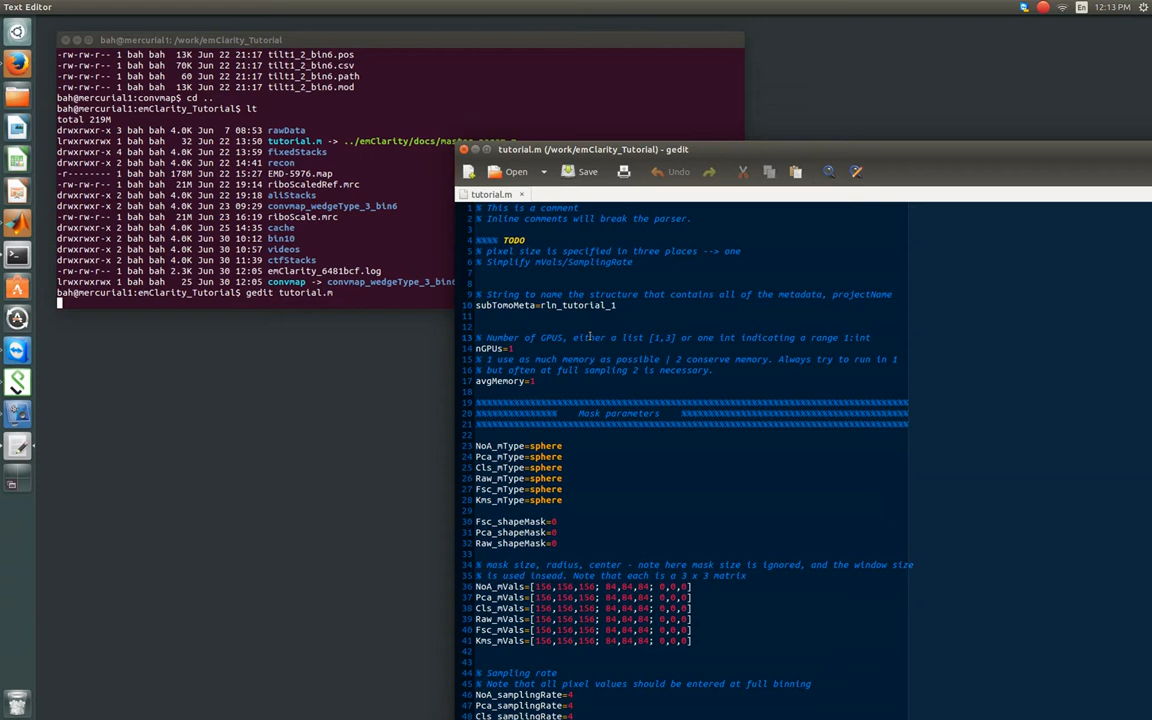 Text Editor
En
12:13 PM
bah@mercurial1: /work/emClarity_Tutorial
-rw-rw-r-- 1 bah bah 13K Jun 22 21:17 tilt1_2_bin6.pos
-rw-rw-r-- 1 bah bah 70K Jun 22 21:17 tilt1_2_bin6.csv
-rw-rw-r-- 1 bah bah 60 Jun 22 21:17 tilt1_2_bin6.path
-rw-rw-r-- 1 bah bah 13K Jun 22 21:17 tilt1_2_bin6.mod
bah@mercurial1:convmap$ cd ..
bah@mercurial1:emClarity_Tutorial$ lt
total 219M
drwxrwxr-x 3 bah bah 4.0K Jun 7 08:53 rawData
lrwxrwxrwx 1 bah bah 32 Jun 22 13:50 tutorial.m -> ../emClarity/docs/
drwxrwxr-x 4 bah bah 4.0K Jun 22 13:50 fixedStacks
drwxrwxr-x 2 bah bah 4.0K Jun 22 14:41 recon
-r-------- 1 bah bah 178M Jun 22 15:27 EMD-5976.map
-rw-rw-r-- 1 bah bah 21M Jun 22 19:14 riboScaledRef.mrc
drwxrwxr-x 2 bah bah 4.0K Jun 22 19:18 aliStacks
drwxrwxr-x 2 bah bah 4.0K Jun 23 09:29 convmap_wedgeType_3_bin6
-rw-rw-r-- 1 bah bah 21M Jun 23 16:19 riboScale.mrc
drwxrwxr-x 2 bah bah 4.0K Jun 25 14:35 cache
drwxrwxr-x 2 bah bah 4.0K Jun 30 10:12 bin10
drwxrwxr-x 2 bah bah 4.0K Jun 30 10:57 videos
drwxrwxr-x 2 bah bah 4.0K Jun 30 11:39 ctfStacks
-rw-rw-r-- 1 bah bah 2.3K Jun 30 12:05 emClarity_6481bcf.log
lrwxrwxrwx 1 bah bah 25 Jun 30 12:05 convmap -> convmap_wedgeType_3_bin6
bah@mercurial1:emClarity_Tutorial$ gedit tutorial.m
tutorial.m (/work/emClarity_Tutorial) - gedit
Open Save Undo
tutorial.m ×
1 % This is a comment
2 % Inline comments will break the parser.
3
4 %%%% TODO
5 % pixel size is specified in three places --> one
6 % Simplify mVals/SamplingRate
7
8
9 % String to name the structure that contains all of the metadata, projectName
10 subTomoMeta=rln_tutorial_1
11
12
13 % Number of GPUS, either a list [1,3] or one int indicating a range 1:int
14 nGPUs=1
15 % 1 use as much memory as possible | 2 conserve memory. Always try to run in 1
16 % but often at full sampling 2 is necessary.
17 avgMemory=1
18
19 %%%%%%%%%%%%%%%%%%%%%%%%%%%%%%%%%%%%%%%%%%%%%%%%%%%%%%%%%%%%%%%%%%%%%%%%%%%%%%%%
20 %%%%%%%%%%%%%%% Mask parameters %%%%%%%%%%%%%%%%%%%%%%%%%%%%%%%%%%%%%%%%%%
21 %%%%%%%%%%%%%%%%%%%%%%%%%%%%%%%%%%%%%%%%%%%%%%%%%%%%%%%%%%%%%%%%%%%%%%%%%%%%%%%%
22
23 NoA_mType=sphere
24 Pca_mType=sphere
25 Cls_mType=sphere
26 Raw_mType=sphere
27 Fsc_mType=sphere
28 Kms_mType=sphere
29
30 Fsc_shapeMask=0
31 Pca_shapeMask=0
32 Raw_shapeMask=0
33
34 % mask size, radius, center - note here mask size is ignored, and the window size
35 % is used insead. Note that each is a 3 x 3 matrix
36 NoA_mVals=[156,156,156; 84,84,84; 0,0,0]
37 Pca_mVals=[156,156,156; 84,84,84; 0,0,0]
38 Cls_mVals=[156,156,156; 84,84,84; 0,0,0]
39 Raw_mVals=[156,156,156; 84,84,84; 0,0,0]
40 Fsc_mVals=[156,156,156; 84,84,84; 0,0,0]
41 Kms_mVals=[156,156,156; 84,84,84; 0,0,0]
42
43
44 % Sampling rate
45 % Note that all pixel values should be entered at full binning
46 NoA_samplingRate=4
47 Pca_samplingRate=4
48 Cls_samplingRate=4